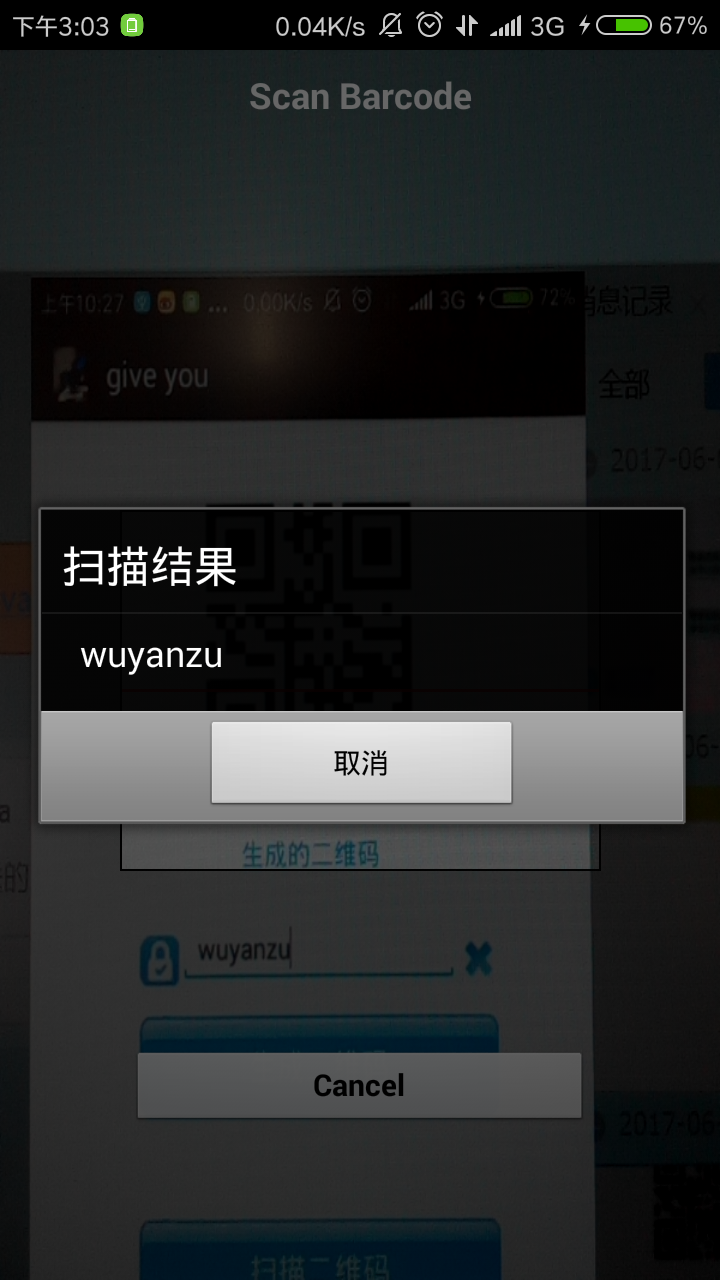 下午3:03 0.04K/s 3G 67%
Scan Barcode
上午10:27 ... 0.00K/s 3G 72%
消息记录
give you
全部
2017-06-
扫描结果
wuyanzu
取消
06-
a
的
生成的二维码
wuyanzu
Cancel
2017-06
扫描二维码